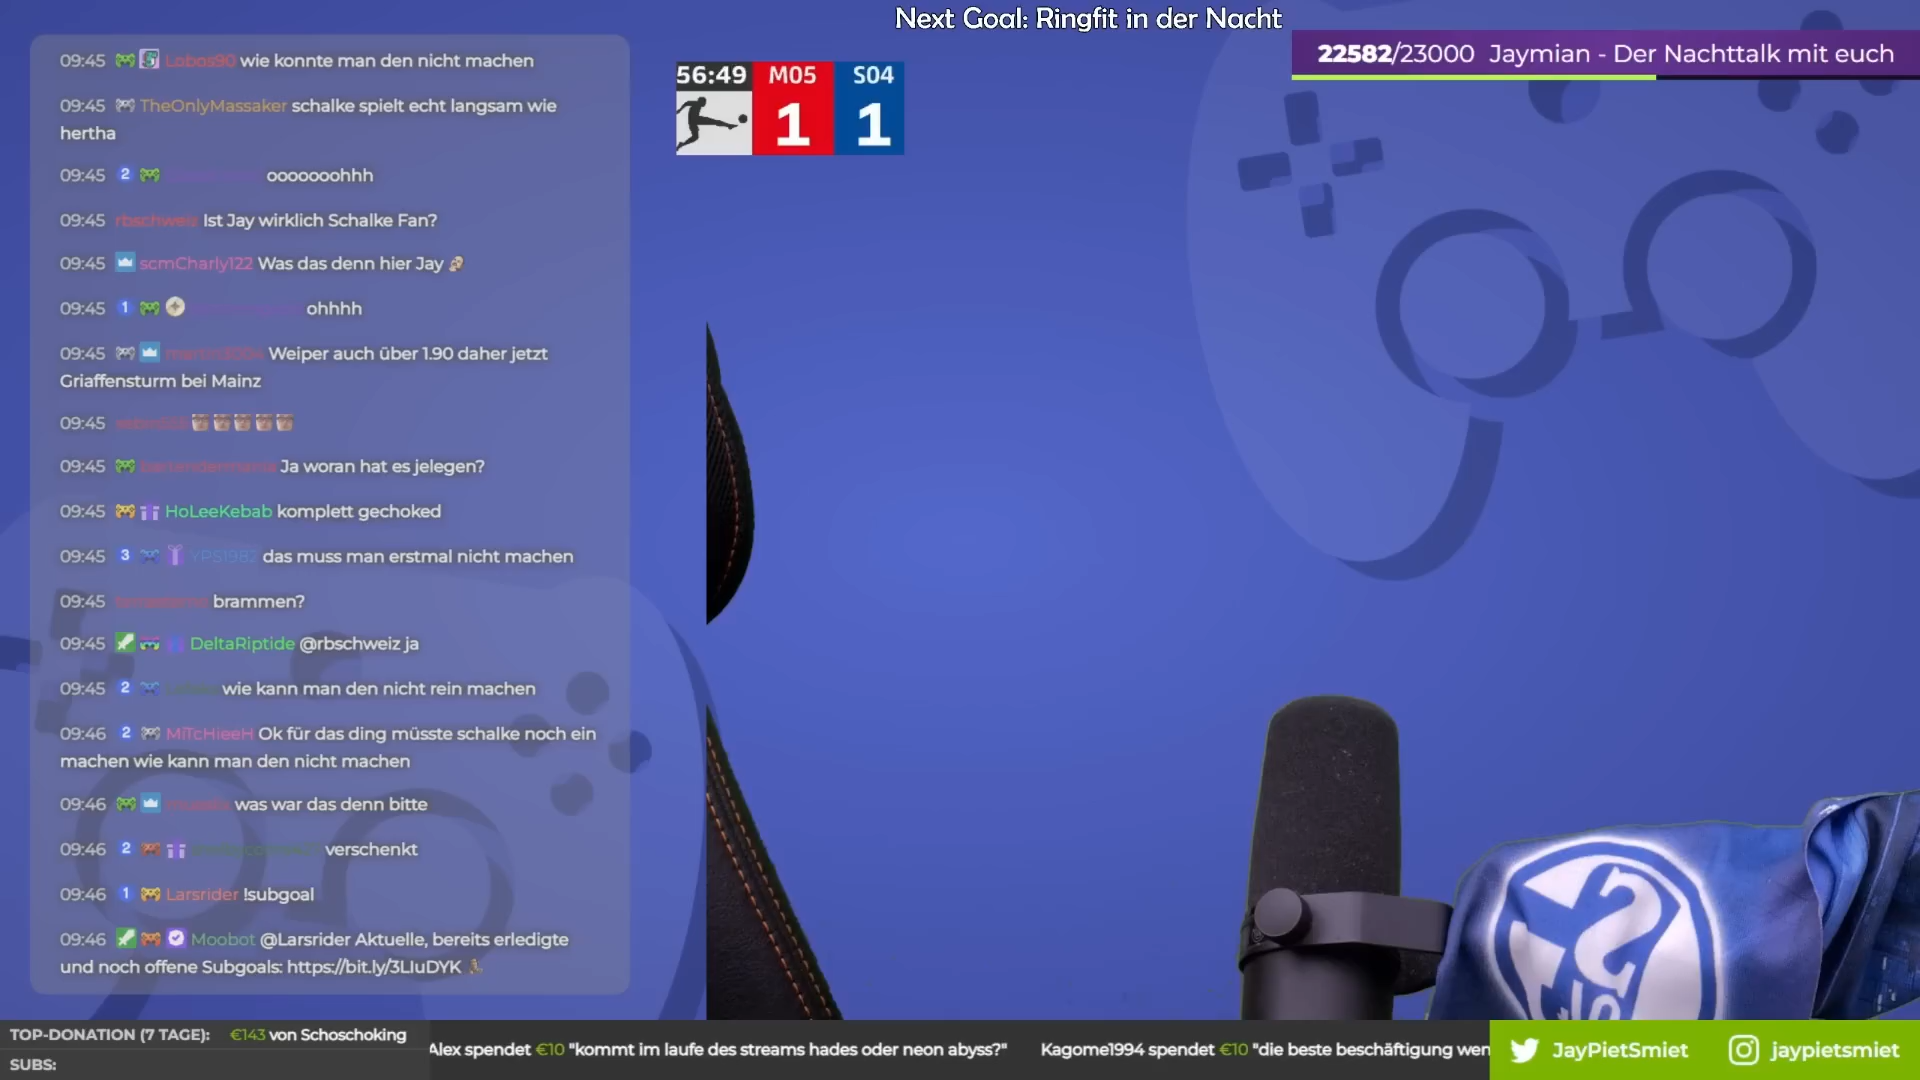 Next Goal: Ringfit in der Nacht
22582/23000 Jaymian - Der Nachttalk mit euch
56:49 M05 S04
1 1
09:45 Lobos90 wie konnte man den nicht machen
09:45 TheOnlyMassaker schalke spielt echt langsam wie
hertha
09:45 2 ooooooohhh
09:45 rbschweiz Ist Jay wirklich Schalke Fan?
09:45 scmCharly122 Was das denn hier Jay
09:45 1 ohhhh
09:45 Weiper auch über 1.90 daher jetzt
Griaffensturm bei Mainz
09:45
09:45 Ja woran hat es jelegen?
09:45 HoLeeKebab komplett gechoked
09:45 3 YPS1982 das muss man erstmal nicht machen
09:45 brammen?
09:45 DeltaRiptide @rbschweiz ja
09:45 2 wie kann man den nicht rein machen
09:46 2 MiTcHieeH Ok für das ding müsste schalke noch ein
machen wie kann man den nicht machen
09:46 was war das denn bitte
09:46 2 verschenkt
09:46 1 Larsrider !subgoal
09:46 Moobot @Larsrider Aktuelle, bereits erledigte
und noch offene Subgoals: https://bit.ly/3LIuDYK
TOP-DONATION (7 TAGE): €143 von Schoschoking
SUBS:
Alex spendet €10 "kommt im laufe des streams hades oder neon abyss?" Kagome1994 spendet €10 "die beste beschäftigung wen
JayPietSmiet jaypietsmiet